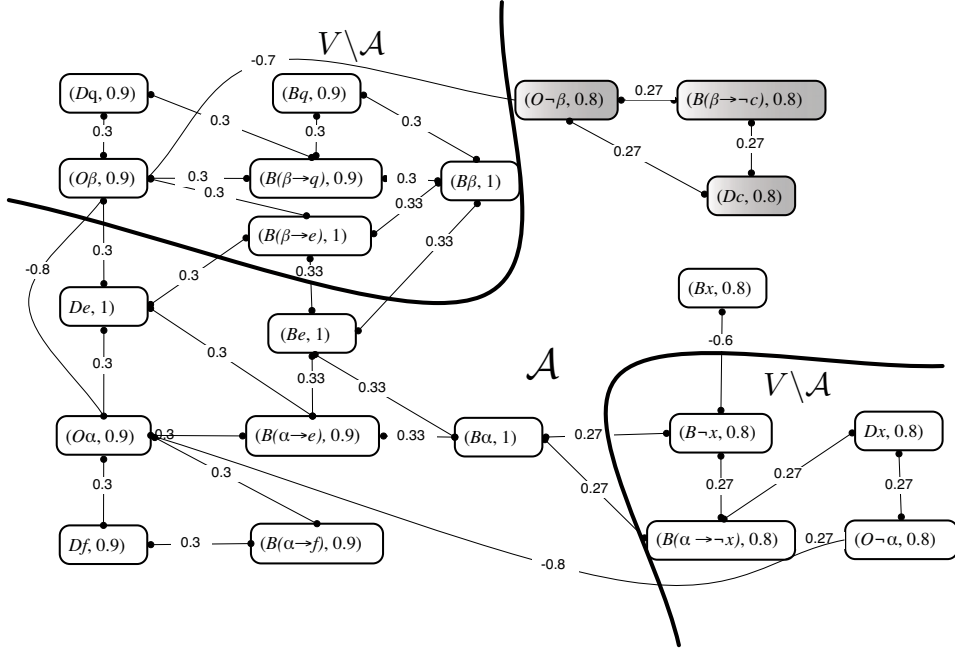 V\𝒜
-0.7
(Dq, 0.9)
(Bq, 0.9)
(O¬β, 0.8)
0.27
(B(β→¬c), 0.8)
0.3
0.3
0.3
0.3
0.27
0.27
(Oβ, 0.9)
0.3
(B(β→q), 0.9)
0.3
(Bβ, 1)
(Dc, 0.8)
0.3
0.33
(B(β→e), 1)
0.33
0.3
-0.8
0.3
0.33
(Bx, 0.8)
De, 1)
(Be, 1)
-0.6
0.3
0.3
𝒜
0.33
0.33
V\𝒜
(Oα, 0.9)
0.3
(B(α→e), 0.9)
0.33
(Bα, 1)
0.27
(B¬x, 0.8)
Dx, 0.8)
0.3
0.3
0.27
0.27
0.27
0.27
Df, 0.9)
0.3
(B(α→f), 0.9)
(B(α →¬x), 0.8)
0.27
(O¬α, 0.8)
-0.8